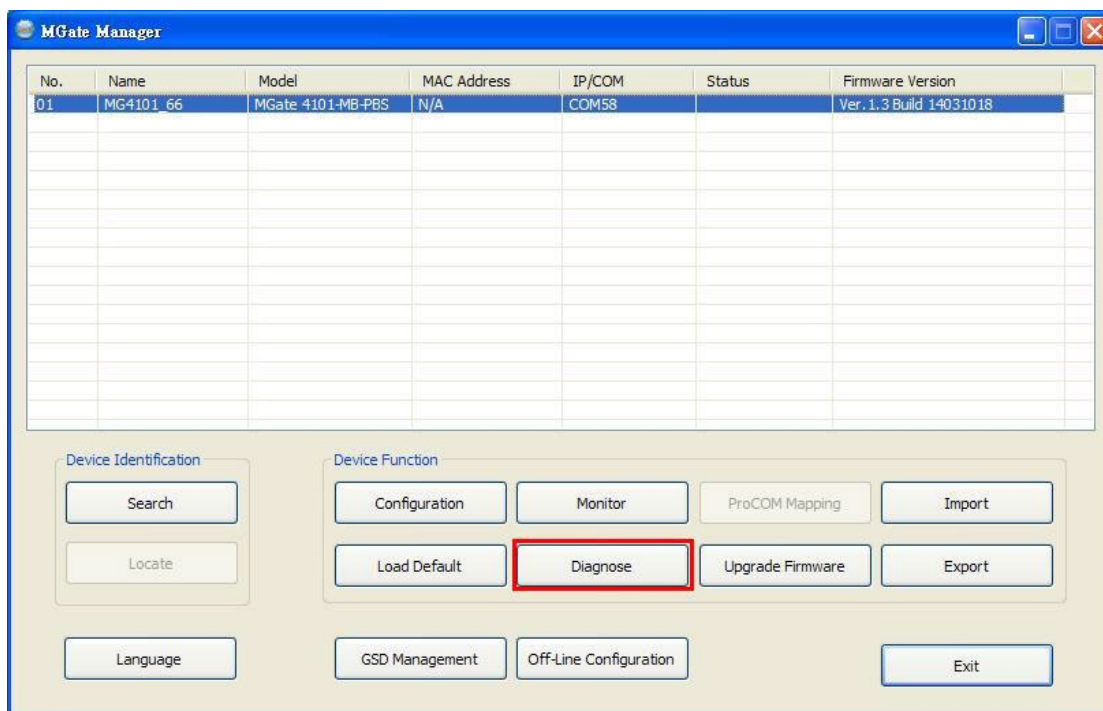 MGate Manager
No. Name Model MAC Address IP/COM Status Firmware Version
01 MG4101_66 MGate 4101-MB-PBS N/A COM58 Ver. 1.3 Build 14031018
Device Identification Device Function
Search Configuration Monitor ProCOM Mapping Import
Locate Load Default Diagnose Upgrade Firmware Export
Language GSD Management Off-Line Configuration Exit